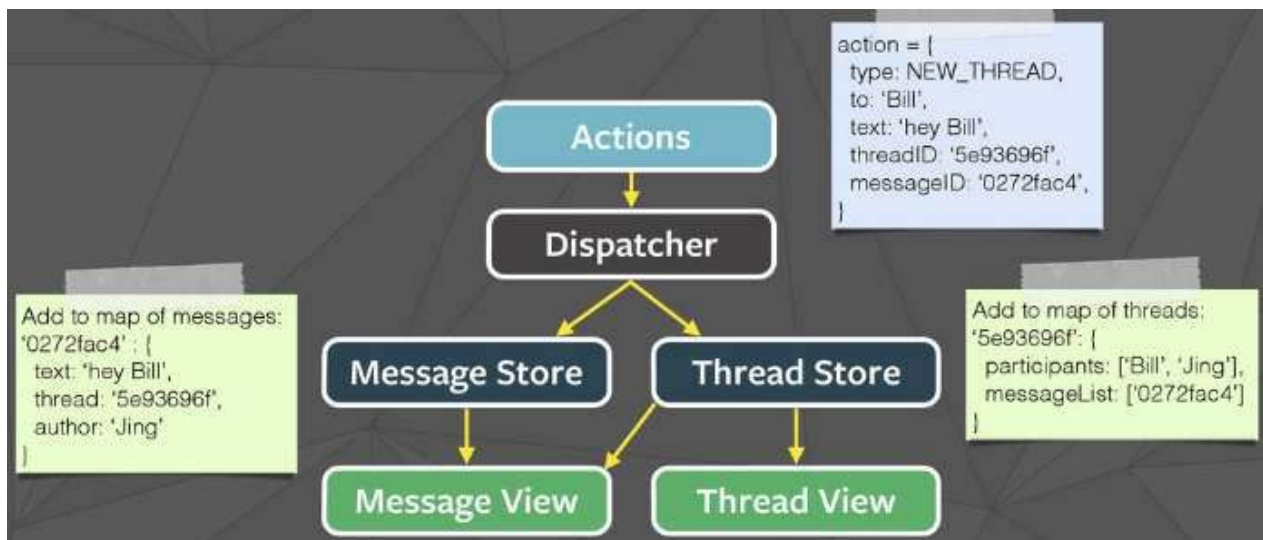 action = {
type: NEW_THREAD,
to: ‘Bill’,
text: ‘hey Bill’,
threadID: ‘5e93696f’,
messageID: ‘0272fac4’,
}
Actions
Dispatcher
Add to map of messages:
‘0272fac4’ : {
text: ‘hey Bill’,
thread: ‘5e93696f’,
author: ‘Jing’
}
Message Store
Thread Store
Add to map of threads:
‘5e93696f’: {
participants: [‘Bill’, ‘Jing’],
messageList: [‘0272fac4’]
}
Message View
Thread View